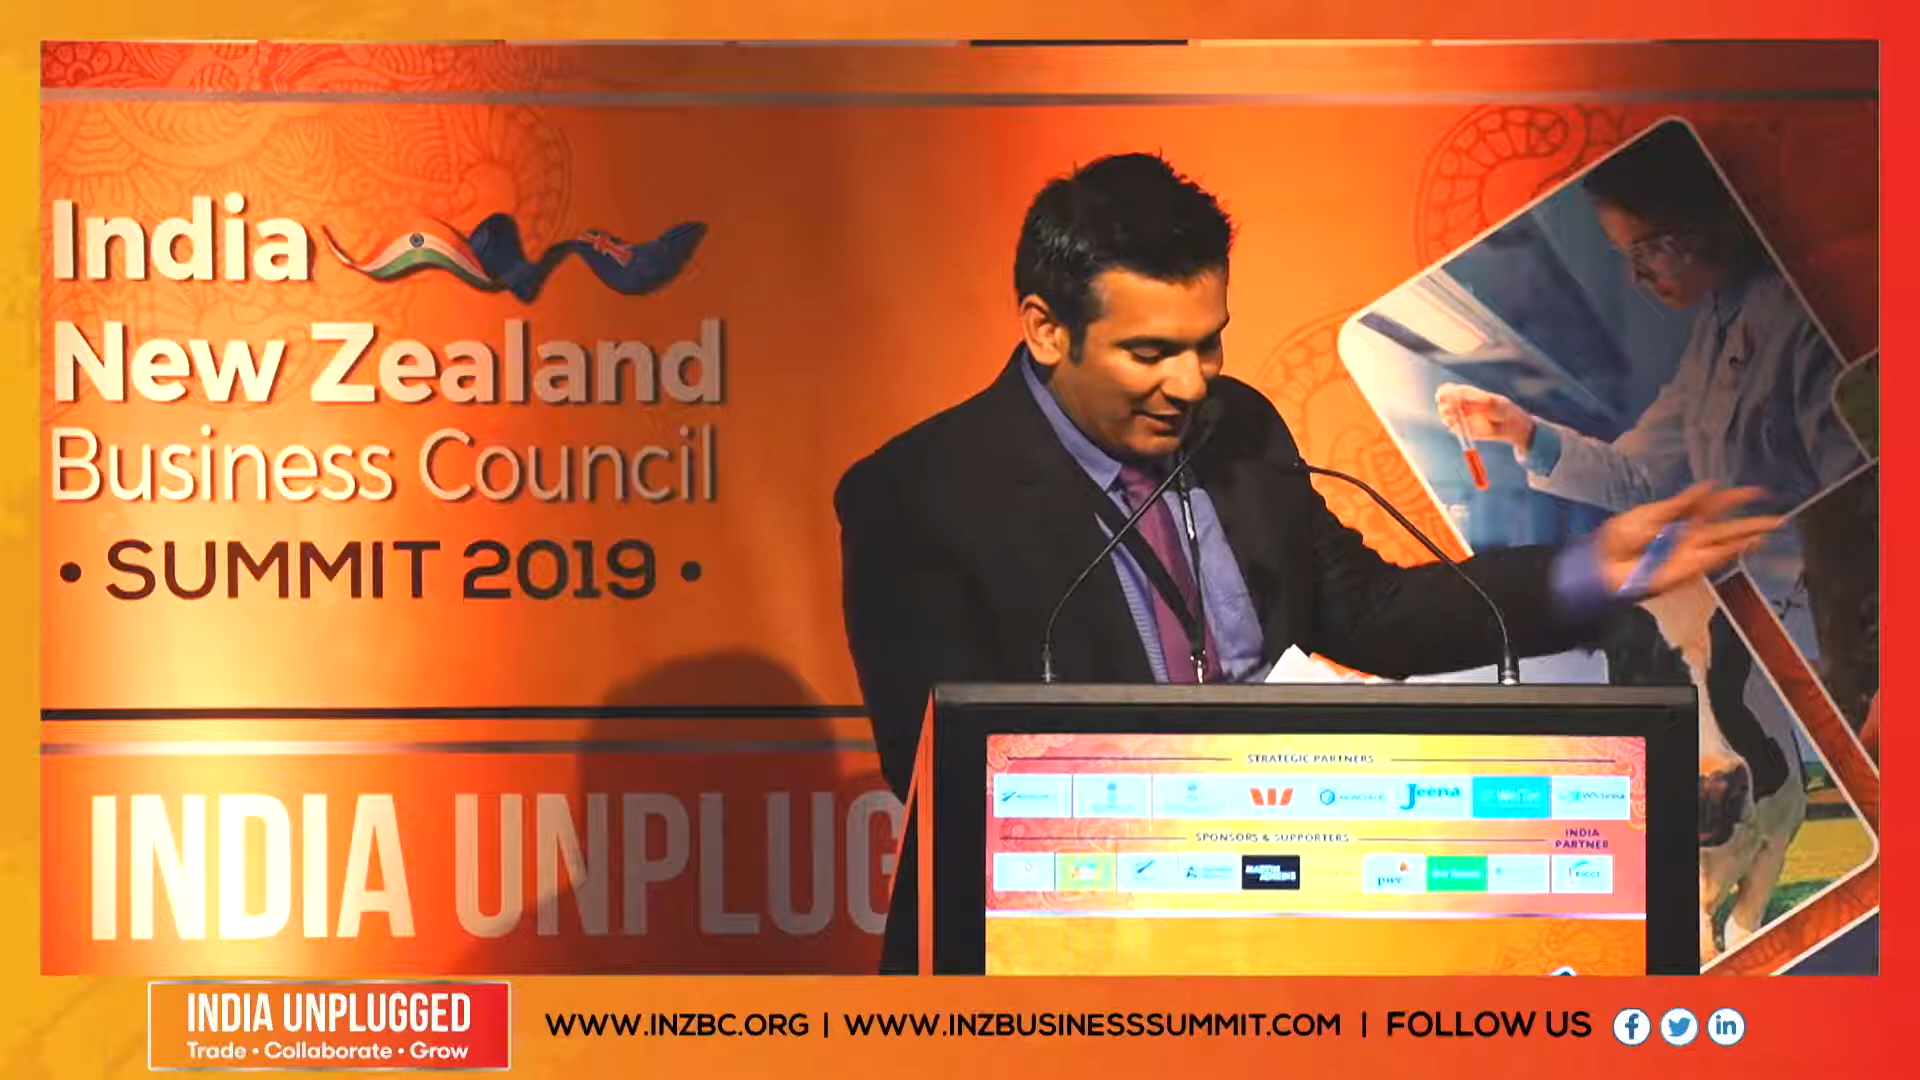 India
New Zealand
Business Council
• SUMMIT 2019 •
INDIA UNPLUG
STRATEGIC PARTNERS
Jeena
SPONSORS & SUPPORTERS
INDIA
PARTNER
pwc
FICCI
INDIA UNPLUGGED
Trade • Collaborate • Grow
WWW.INZBC.ORG | WWW.INZBUSINESSSUMMIT.COM | FOLLOW US